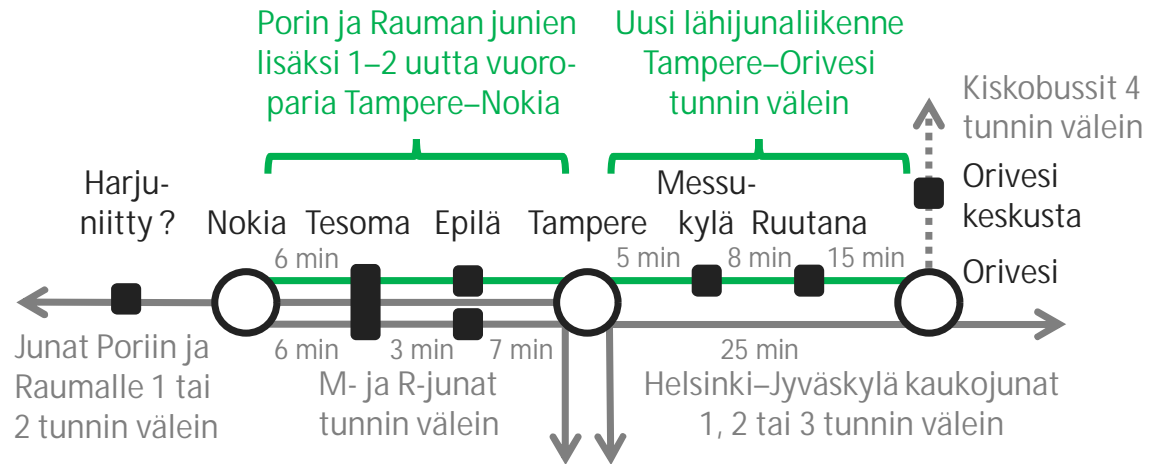 Porin ja Rauman junien
lisäksi 1–2 uutta vuoro-
paria Tampere–Nokia
Uusi lähijunaliikenne
Tampere–Orivesi
tunnin välein
Kiskobussit 4
tunnin välein
Harju-
niitty ?
Nokia
Tesoma
Epilä
Tampere
Messu-
kylä
Ruutana
Orivesi
keskusta
Orivesi
6 min
5 min
8 min
15 min
6 min
3 min
7 min
25 min
Junat Poriin ja
Raumalle 1 tai
2 tunnin välein
M- ja R-junat
tunnin välein
Helsinki–Jyväskylä kaukojunat
1, 2 tai 3 tunnin välein